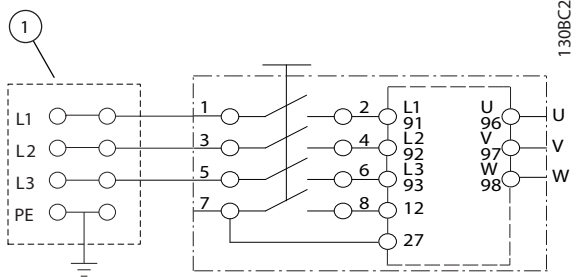 1
130BC2
L1 1 2 L1 91 U 96 U
L2 3 4 L2 92 V 97 V
L3 5 6 L3 93 W 98 W
PE 7 8 12
27